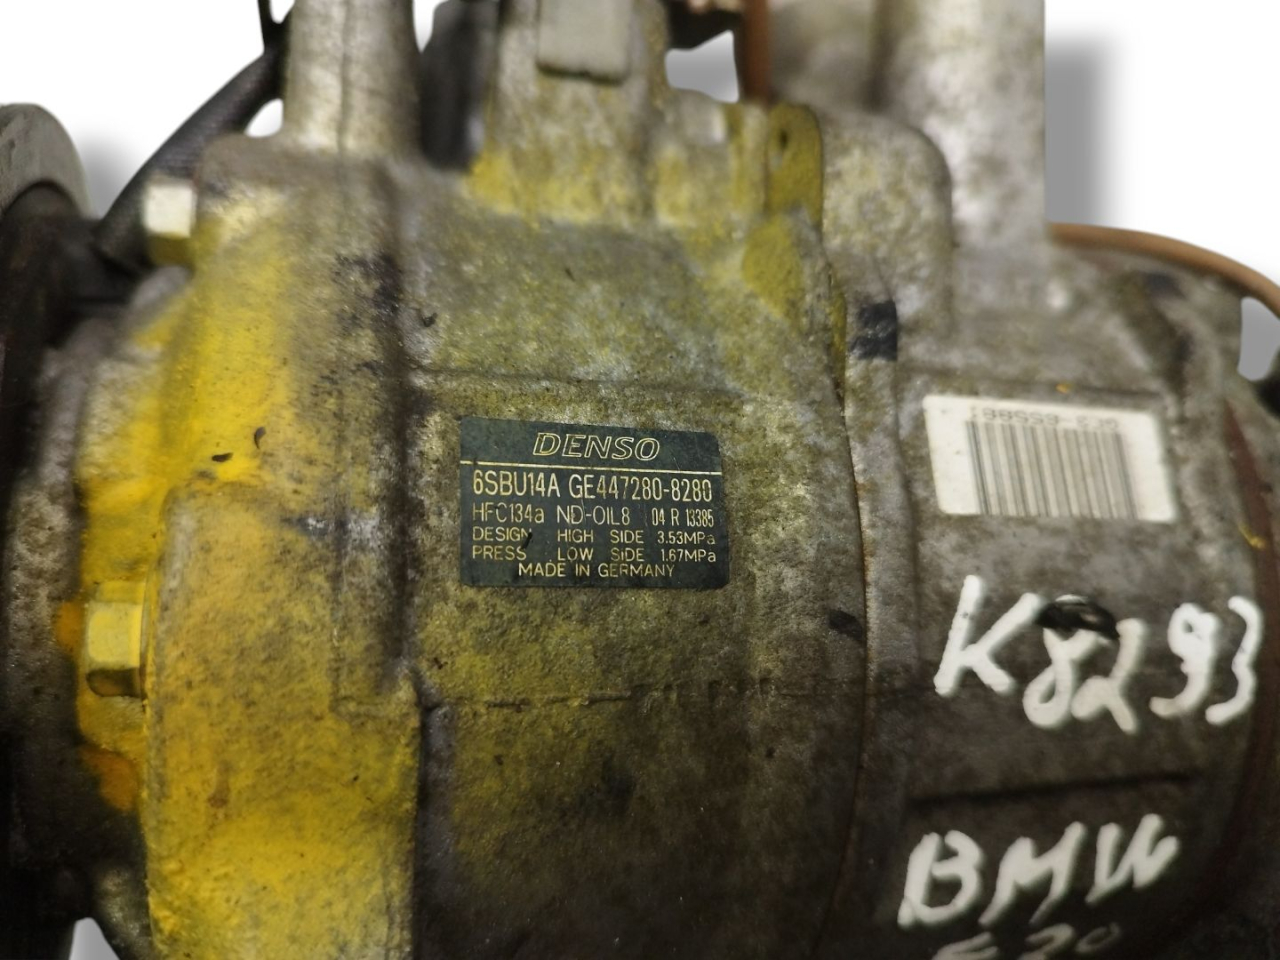 DENSO
6SBU14A GE447280-8280
HFC134a ND-OIL8 04 R 13385
DESIGN HIGH SIDE 3.53MPa
PRESS LOW SIDE 1.67MPa
MADE IN GERMANY
K8293
BMW